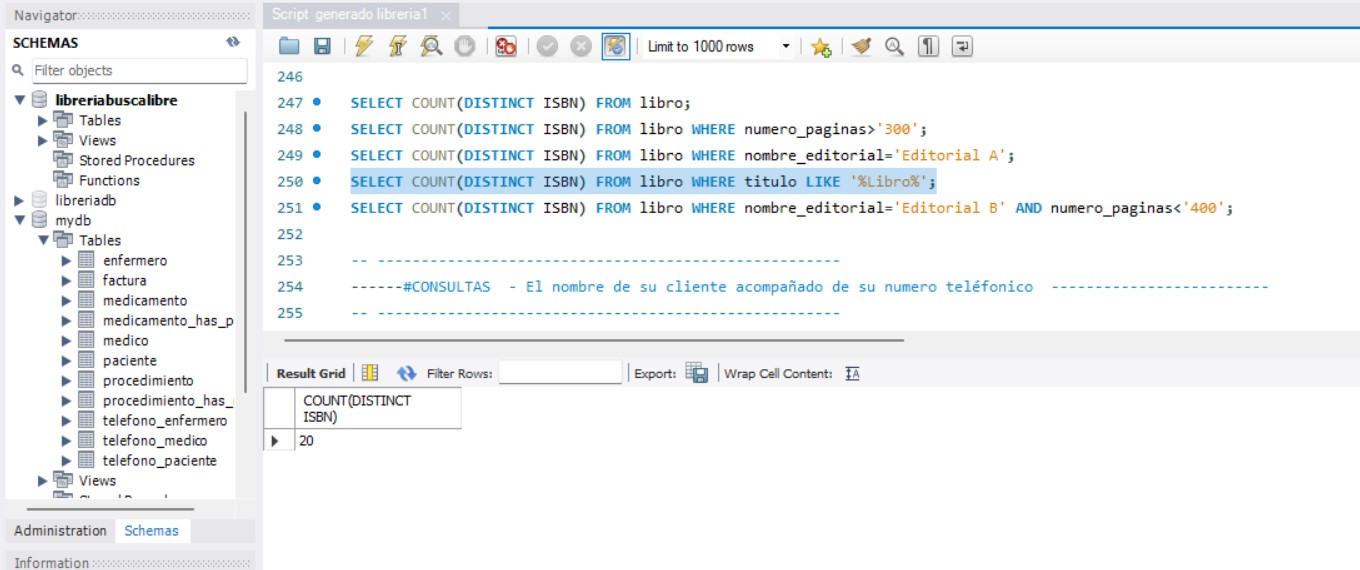 Navigator
Script generado libreria1
SCHEMAS
Filter objects
Limit to 1000 rows
libreriabuscalibre
Tables
Views
Stored Procedures
Functions
libreriadb
mydb
Tables
enfermero
factura
medicamento
medicamento_has_p
medico
paciente
procedimiento
procedimiento_has_
telefono_enfermero
telefono_medico
telefono_paciente
Views
Administration
Schemas
Information
246
247 SELECT COUNT(DISTINCT ISBN) FROM libro;
248 SELECT COUNT(DISTINCT ISBN) FROM libro WHERE numero_paginas>'300';
249 SELECT COUNT(DISTINCT ISBN) FROM libro WHERE nombre_editorial='Editorial A';
250 SELECT COUNT(DISTINCT ISBN) FROM libro WHERE titulo LIKE '%Libro%';
251 SELECT COUNT(DISTINCT ISBN) FROM libro WHERE nombre_editorial='Editorial B' AND numero_paginas<'400';
252
253 -- -----------------------------------------------------
254 ------#CONSULTAS - El nombre de su cliente acompañado de su numero teléfonico -------------------------
255 -- -----------------------------------------------------
Result Grid
Filter Rows:
Export:
Wrap Cell Content:
COUNT(DISTINCT
ISBN)
20